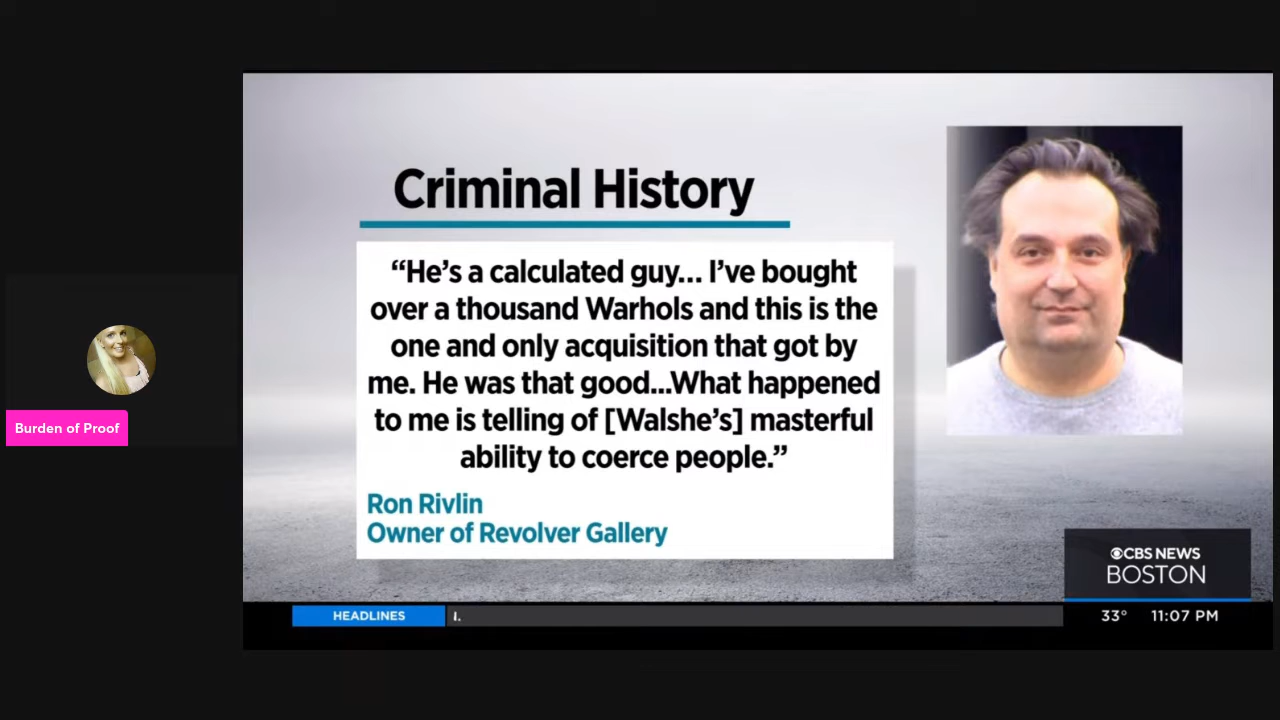 Criminal History
“He’s a calculated guy... I’ve bought
over a thousand Warhols and this is the
one and only acquisition that got by
me. He was that good...What happened
to me is telling of [Walshe’s] masterful
ability to coerce people.”
Ron Rivlin
Owner of Revolver Gallery
Burden of Proof
CBS NEWS
BOSTON
HEADLINES
I.
33° 11:07 PM